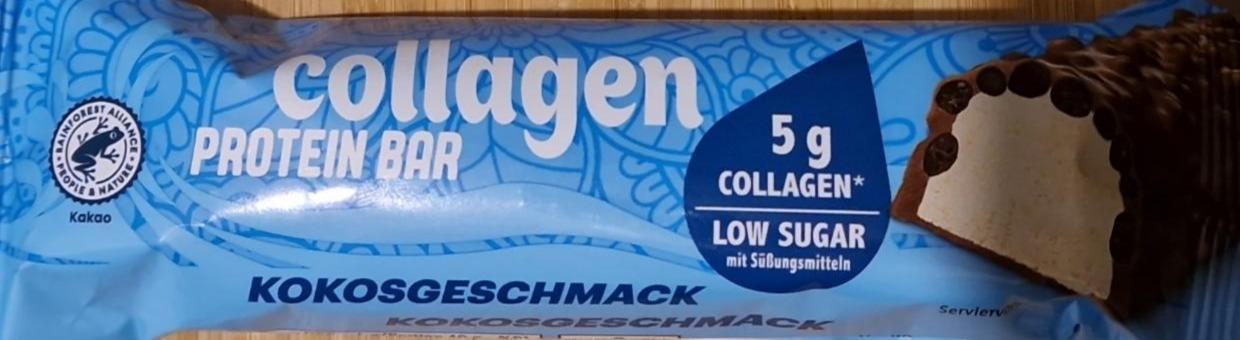 collagen
PROTEIN BAR
RAINFOREST ALLIANCE
PEOPLE & NATURE
Kakao
5 g
COLLAGEN*
LOW SUGAR
mit Süßungsmitteln
KOKOSGESCHMACK
KOKOSGESCHMACK